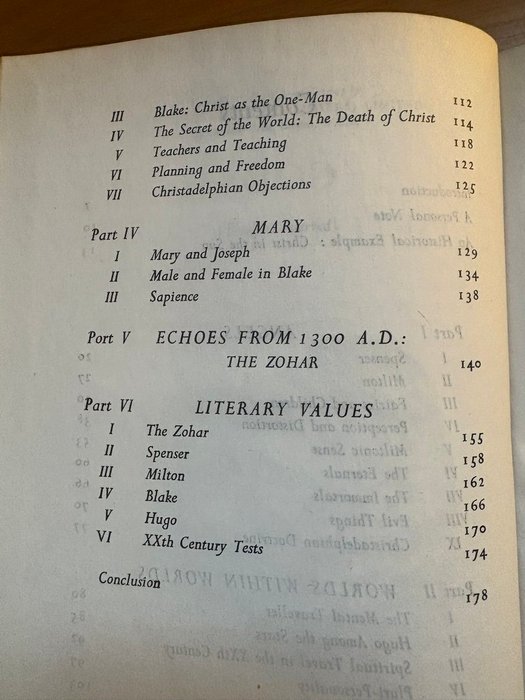 III Blake: Christ as the One-Man 112
IV The Secret of the World: The Death of Christ 114
V Teachers and Teaching 118
VI Planning and Freedom 122
VII Christadelphian Objections 125
Part IV MARY
I Mary and Joseph 129
II Male and Female in Blake 134
III Sapience 138
Part V ECHOES FROM 1300 A.D.:
THE ZOHAR 140
Part VI LITERARY VALUES
I The Zohar 155
II Spenser 158
III Milton 162
IV Blake 166
V Hugo 170
VI XXth Century Tests 174
Conclusion 178